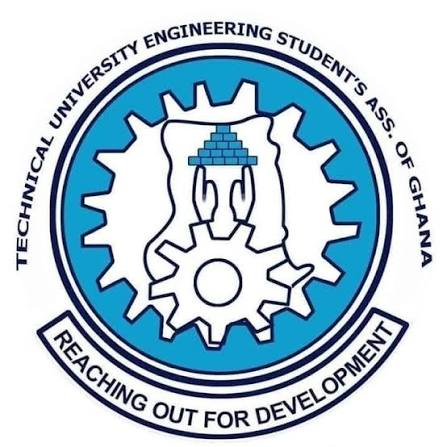 TECHNICAL UNIVERSITY ENGINEERING STUDENT'S ASS. OF GHANA
REACHING OUT FOR DEVELOPMENT